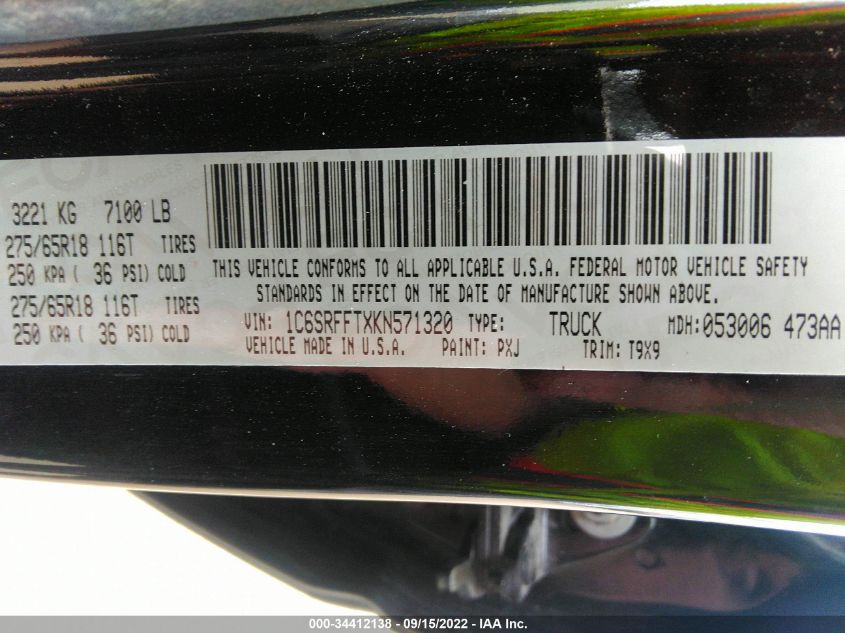 3221 KG 7100 LB
275/65R18 116T TIRES
250 KPA ( 36 PSI) COLD
275/65R18 116T TIRES
250 KPA ( 36 PSI) COLD
THIS VEHICLE CONFORMS TO ALL APPLICABLE U.S.A. FEDERAL MOTOR VEHICLE SAFETY
STANDARDS IN EFFECT ON THE DATE OF MANUFACTURE SHOWN ABOVE.
VIN: 1C6SRFFTXKN571320 TYPE: TRUCK MDH:053006 473AA
VEHICLE MADE IN U.S.A. PAINT: PXJ TRIM: T9X9
000-34412138 - 09/15/2022 - IAA Inc.